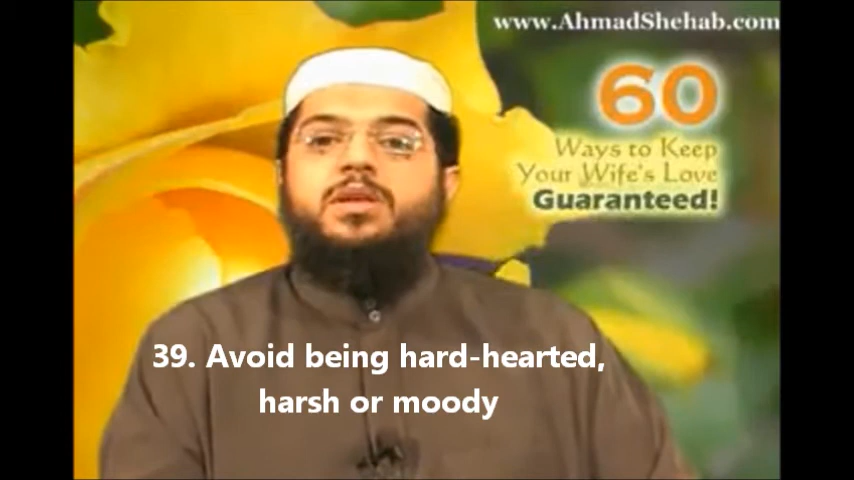 www.AhmadShehab.com
60
Ways to Keep
Your Wife's Love
Guaranteed!
39. Avoid being hard-hearted,
harsh or moody